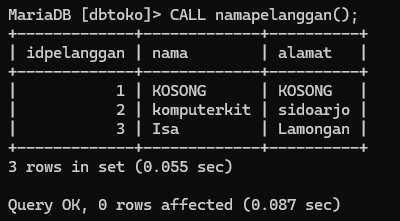 MariaDB [dbtoko]> CALL namapelanggan();
+-------------+-------------+----------+
| idpelanggan | nama        | alamat   |
+-------------+-------------+----------+
|           1 | KOSONG      | KOSONG   |
|           2 | komputerkit | sidoarjo |
|           3 | Isa         | Lamongan |
+-------------+-------------+----------+
3 rows in set (0.055 sec)
Query OK, 0 rows affected (0.087 sec)